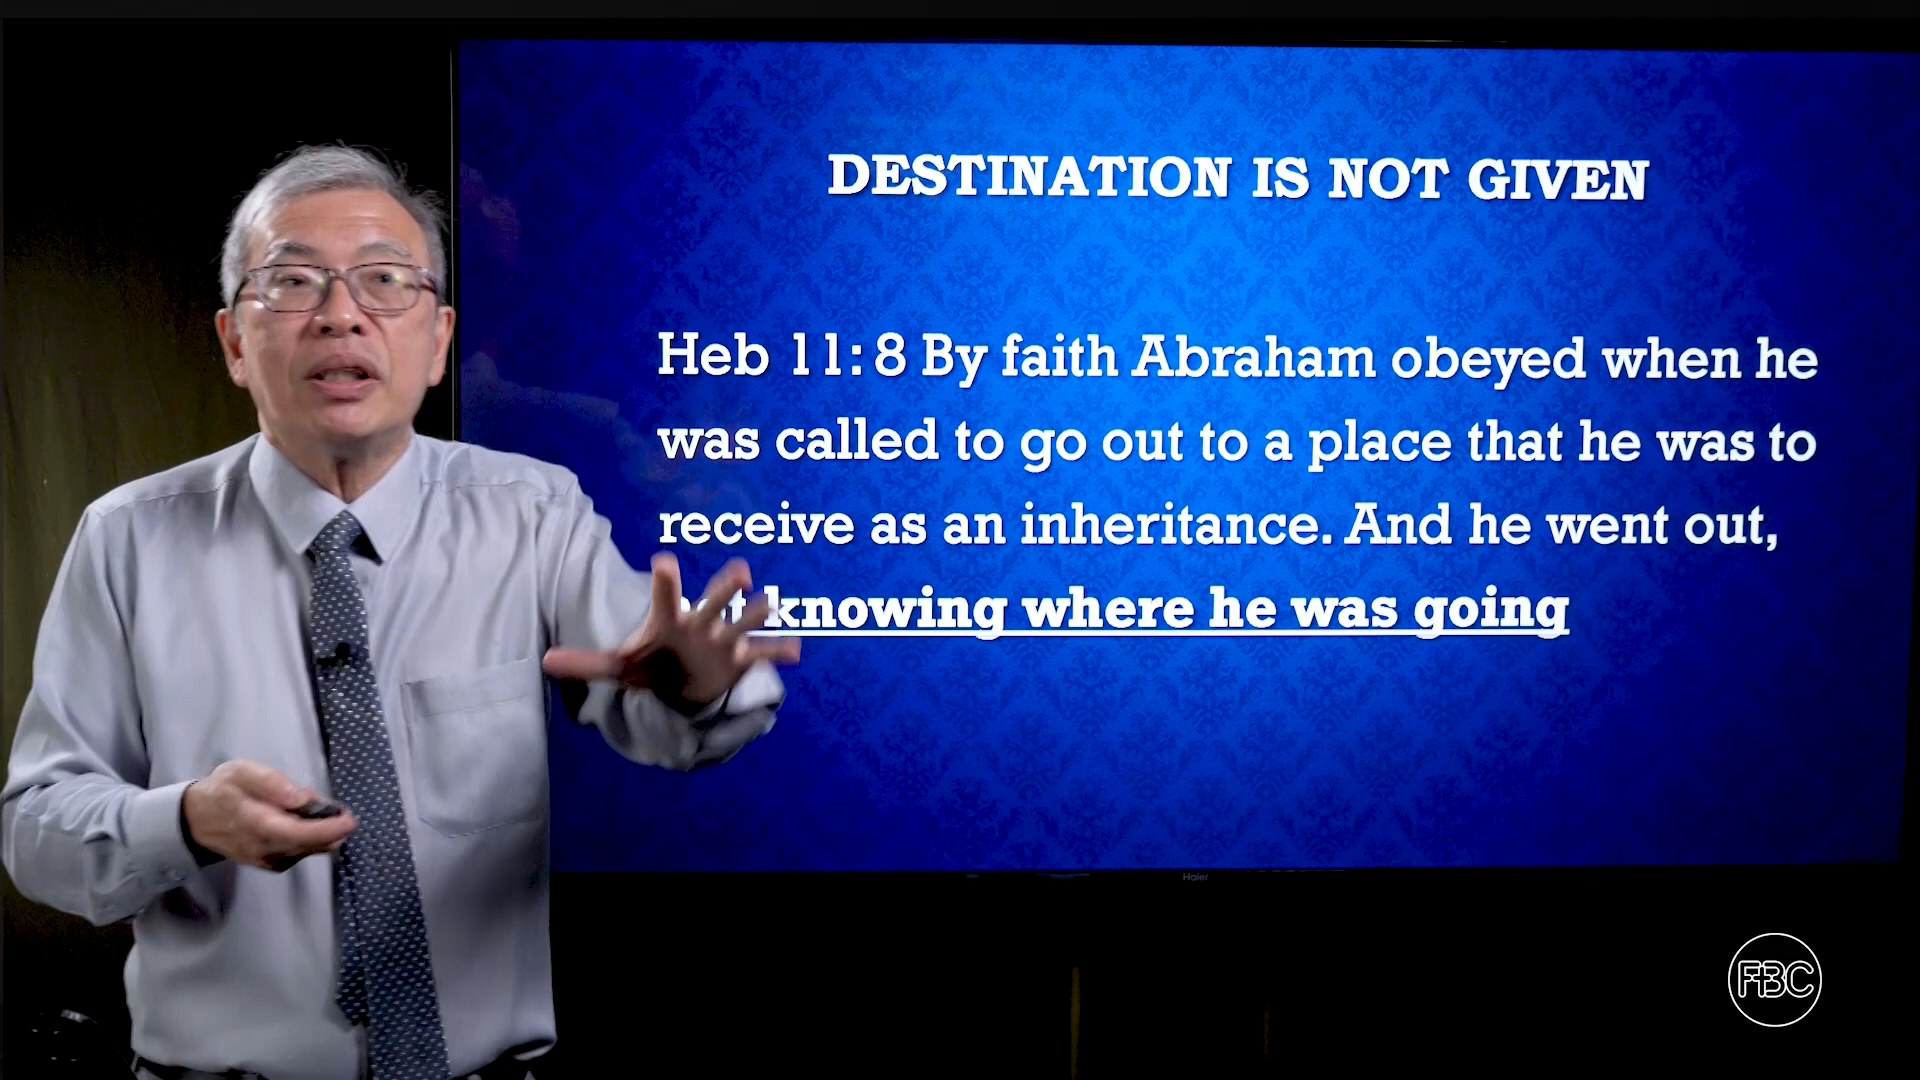 DESTINATION IS NOT GIVEN
Heb 11: 8 By faith Abraham obeyed when he
was called to go out to a place that he was to
receive as an inheritance. And he went out,
knowing where he was going
Haier
FBC